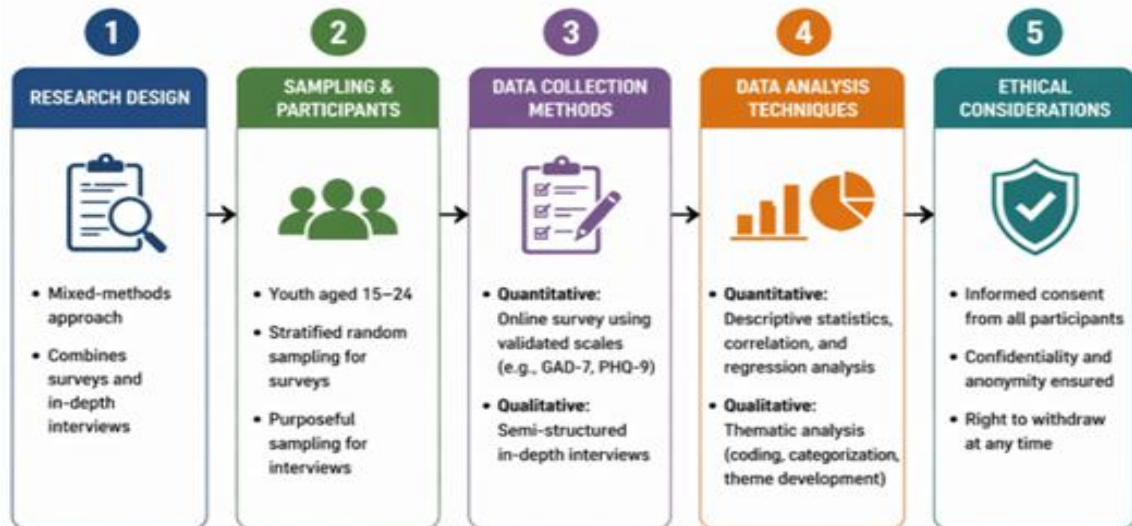 1
RESEARCH DESIGN
• Mixed-methods
approach
• Combines
surveys and
in-depth
interviews
2
SAMPLING &
PARTICIPANTS
• Youth aged 15–24
• Stratified random
sampling for
surveys
• Purposeful
sampling for
interviews
3
DATA COLLECTION
METHODS
• Quantitative:
Online survey using
validated scales
(e.g., GAD-7, PHQ-9)
• Qualitative:
Semi-structured
in-depth interviews
4
DATA ANALYSIS
TECHNIQUES
• Quantitative:
Descriptive statistics,
correlation, and
regression analysis
• Qualitative:
Thematic analysis
(coding, categorization,
theme development)
5
ETHICAL
CONSIDERATIONS
• Informed consent
from all participants
• Confidentiality and
anonymity ensured
• Right to withdraw
at any time